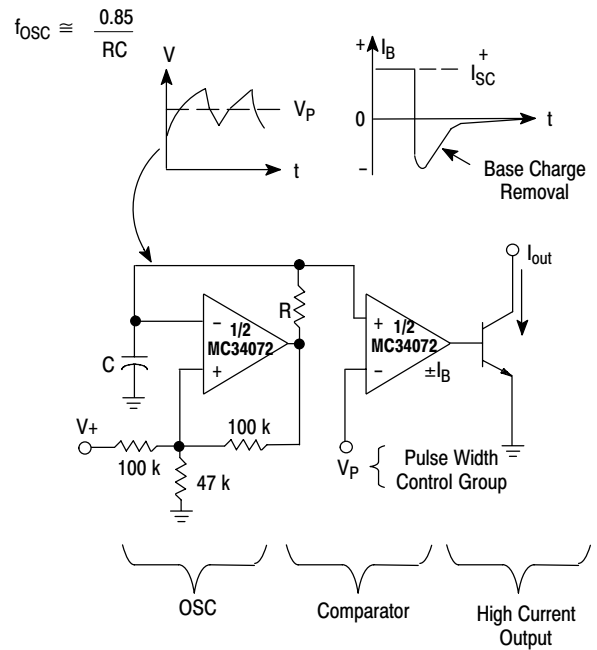 fOSC ≅ 0.85
RC
V
VP
t
+ IB
+
ISC
0
t
−
Base Charge
Removal
Iout
R
−
1/2
MC34072
+
C
+
1/2
MC34072
−
±IB
V+
100 k
100 k
47 k
VP { Pulse Width
Control Group
OSC
Comparator
High Current
Output